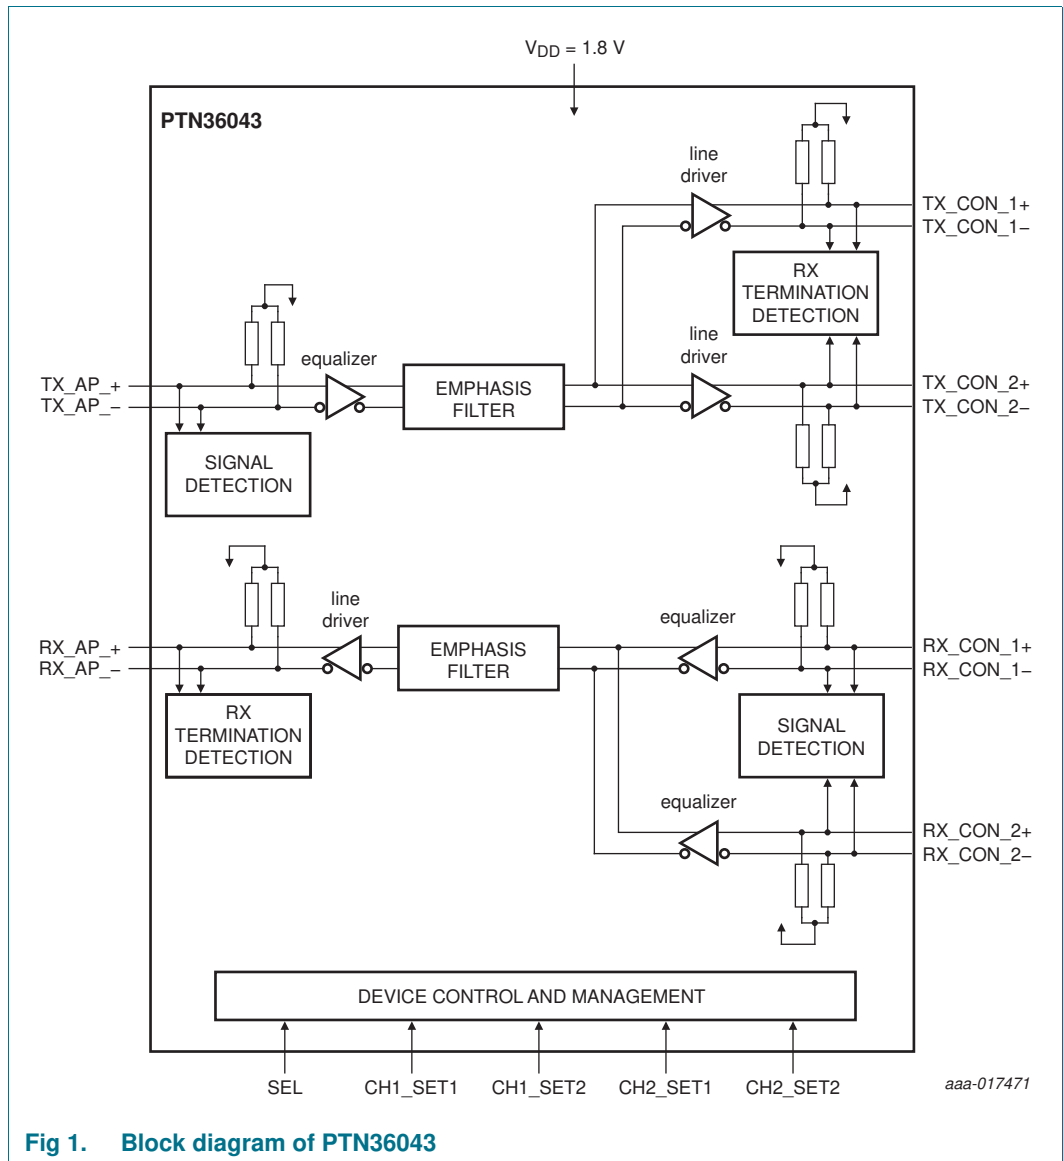 VDD = 1.8 V
PTN36043
line
driver
TX_CON_1+
TX_CON_1−
RX
TERMINATION
DETECTION
line
driver
equalizer
TX_AP_+
TX_AP_−
EMPHASIS
FILTER
TX_CON_2+
TX_CON_2−
SIGNAL
DETECTION
line
driver
equalizer
RX_AP_+
RX_AP_−
EMPHASIS
FILTER
RX_CON_1+
RX_CON_1−
RX
TERMINATION
DETECTION
SIGNAL
DETECTION
equalizer
RX_CON_2+
RX_CON_2−
DEVICE CONTROL AND MANAGEMENT
SEL
CH1_SET1
CH1_SET2
CH2_SET1
CH2_SET2
aaa-017471
Fig 1. Block diagram of PTN36043